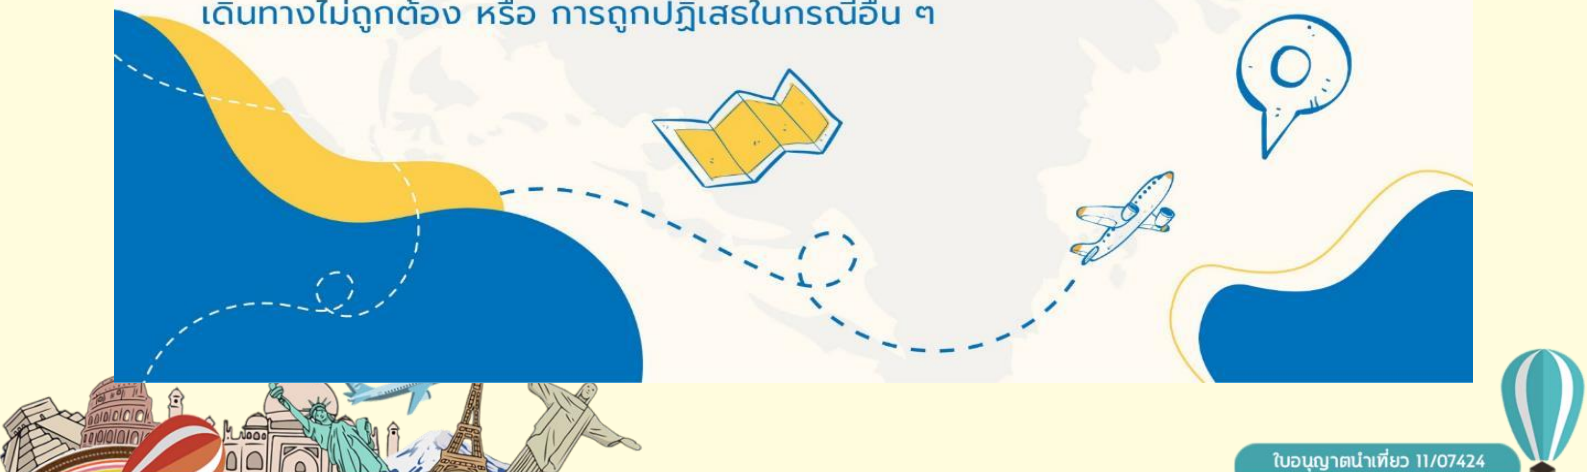 เดินทางไม่ถูกต้อง หรือ การถูกปฏิเสธในกรณีอื่น ๆ
ใบอนุญาตนำเที่ยว 11/07424